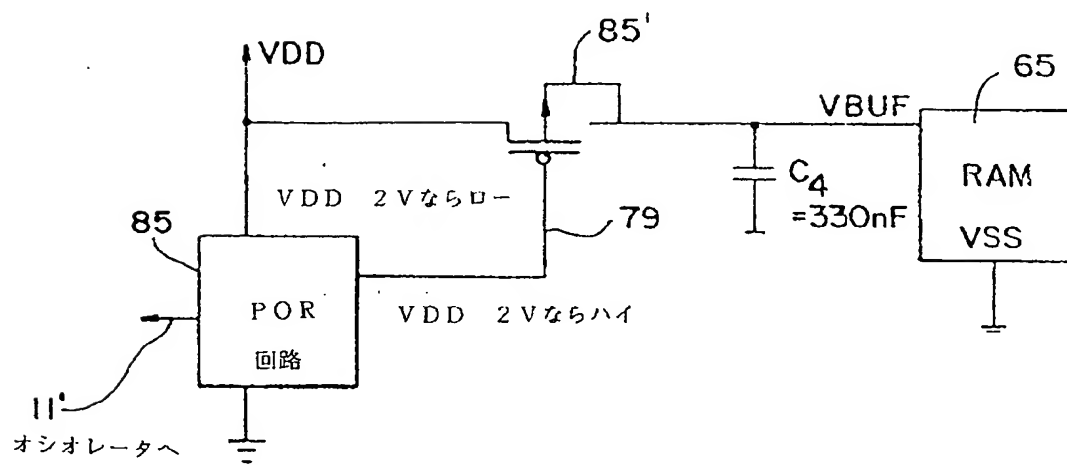 VDD
85'
65
VBUF
RAM
VSS
C4
=330nF
VDD 2Vならロー
79
85
POR
回路
VDD 2Vならハイ
11'
オシオレータへ